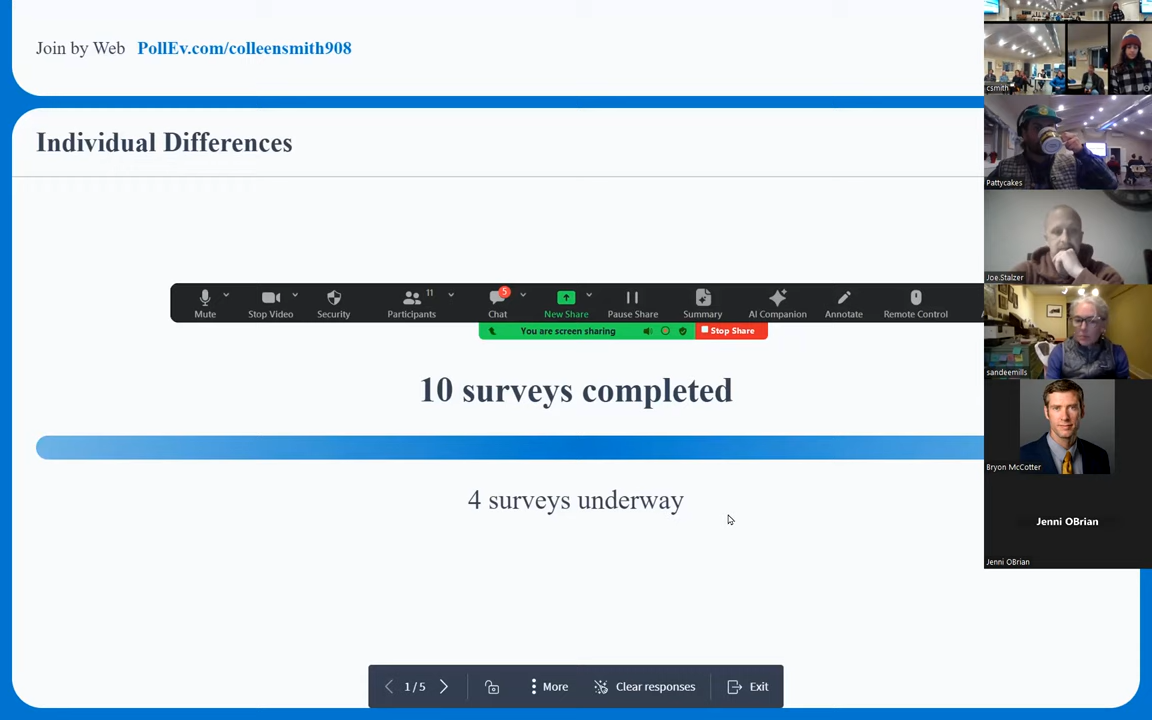 Join by Web PollEv.com/colleensmith908
Individual Differences
csmith
Pattycakes
Joe.Stalzer
sandeemills
Bryon McCotter
Jenni OBrian
Jenni OBrian
Mute
Stop Video
Security
11
Participants
5
Chat
New Share
Pause Share
Summary
AI Companion
Annotate
Remote Control
You are screen sharing
Stop Share
10 surveys completed
4 surveys underway
1 / 5
More
Clear responses
Exit